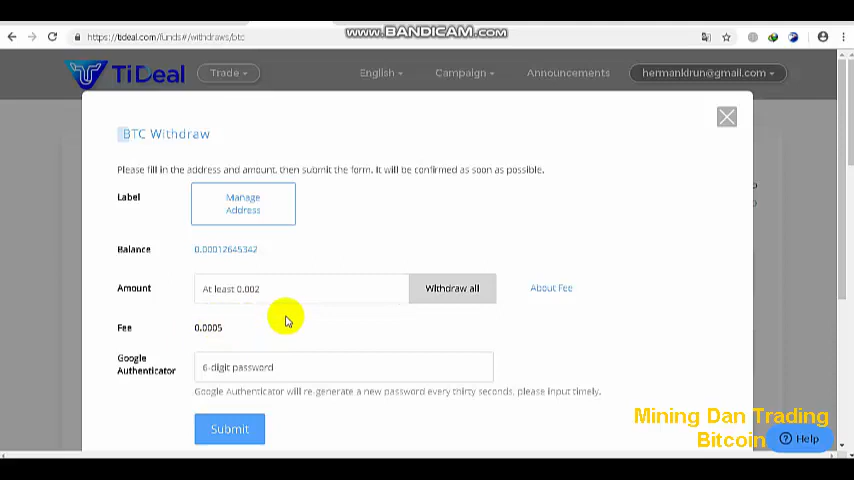 WWW.BANDICAM.COM
https://tideal.com/funds#/withdraws/btc
TiDeal
Trade
English
Campaign
Announcements
hermanklrun@gmail.com
BTC Withdraw
Please fill in the address and amount, then submit the form. It will be confirmed as soon as possible.
Label
Manage
Address
Balance
0.00012645342
Amount
At least 0.002
Withdraw all
About Fee
Fee
0.0005
Google
Authenticator
6-digit password
Google Authenticator will re-generate a new password every thirty seconds, please input timely.
Submit
Mining Dan Trading
Bitcoin
Help